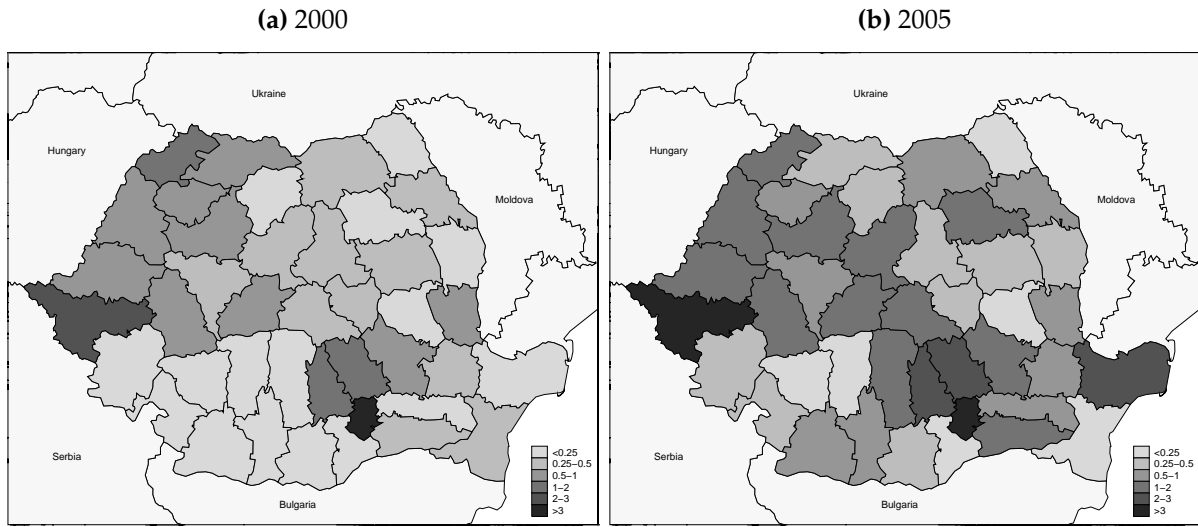 (a) 2000
Ukraine
Hungary
Moldova
Serbia
Bulgaria
<0.25
0.25−0.5
0.5−1
1−2
2−3
>3
(b) 2005
Ukraine
Hungary
Moldova
Serbia
Bulgaria
<0.25
0.25−0.5
0.5−1
1−2
2−3
>3